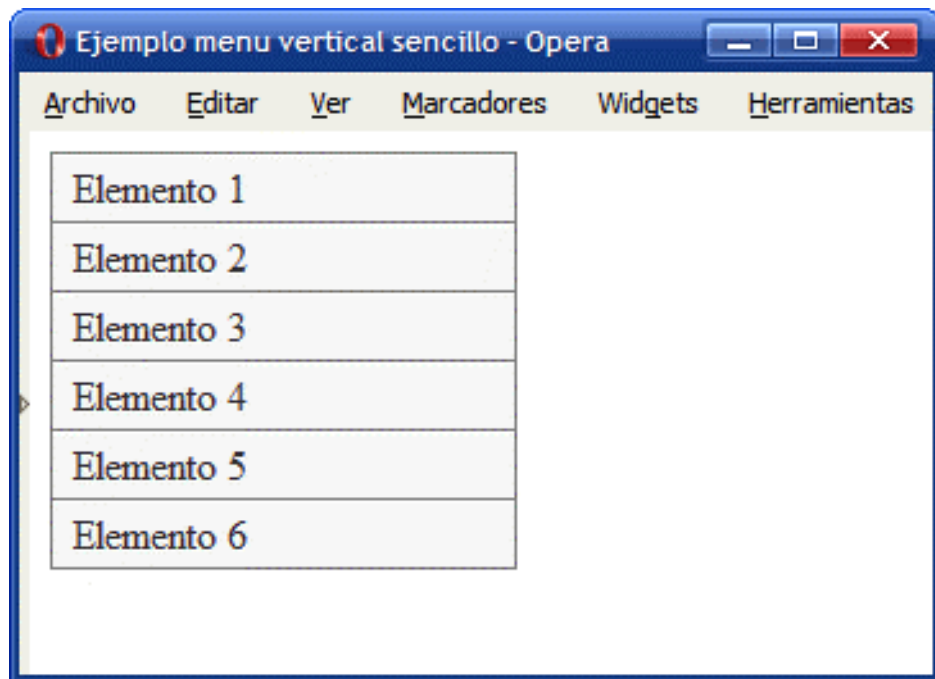 Ejemplo menu vertical sencillo - Opera
Archivo Editar Ver Marcadores Widgets Herramientas
Elemento 1
Elemento 2
Elemento 3
Elemento 4
Elemento 5
Elemento 6